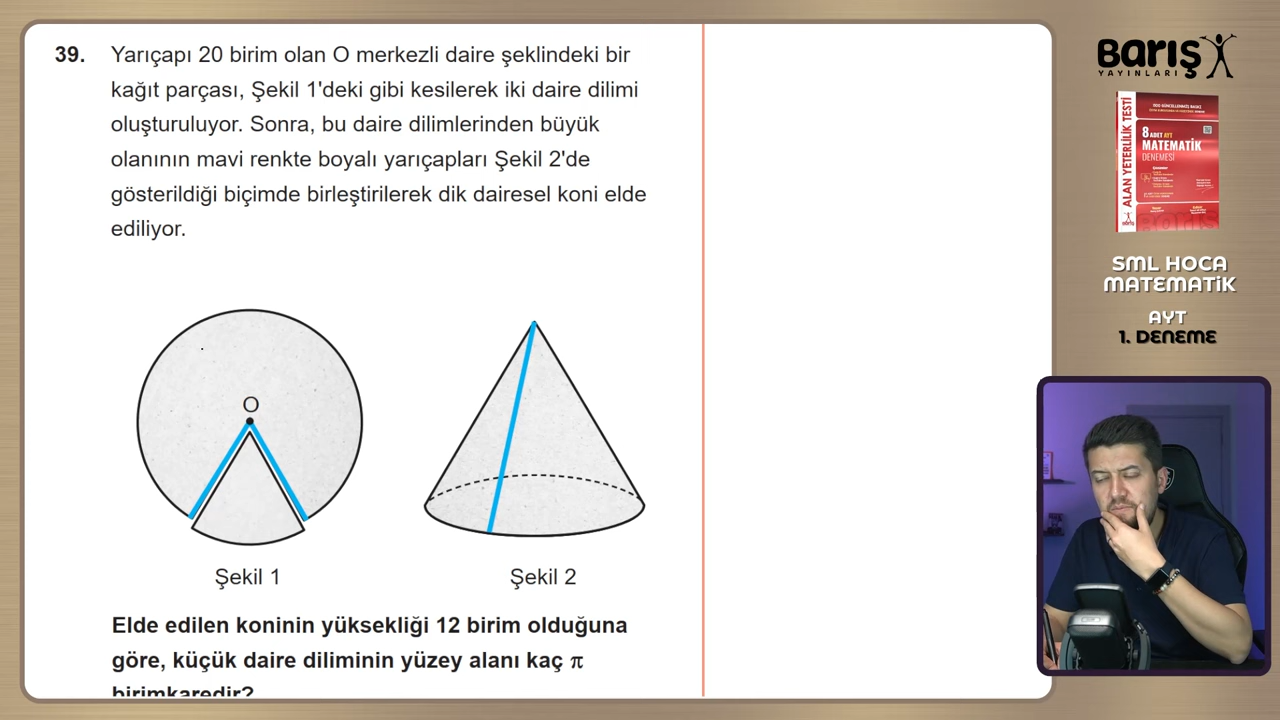 39. Yarıçapı 20 birim olan O merkezli daire şeklindeki bir
kağıt parçası, Şekil 1'deki gibi kesilerek iki daire dilimi
oluşturuluyor. Sonra, bu daire dilimlerinden büyük
olanının mavi renkte boyalı yarıçapları Şekil 2'de
gösterildiği biçimde birleştirilerek dik dairesel koni elde
ediliyor.
O
Şekil 1
Şekil 2
Elde edilen koninin yüksekliği 12 birim olduğuna
göre, küçük daire diliminin yüzey alanı kaç π
birimkaredir?
Barış
YAYINLARI
ALAN YETERLİLİK TESTİ
8 ADET AYT
MATEMATİK
DENEMESİ
Barış
SML HOCA
MATEMATİK
AYT
1. DENEME